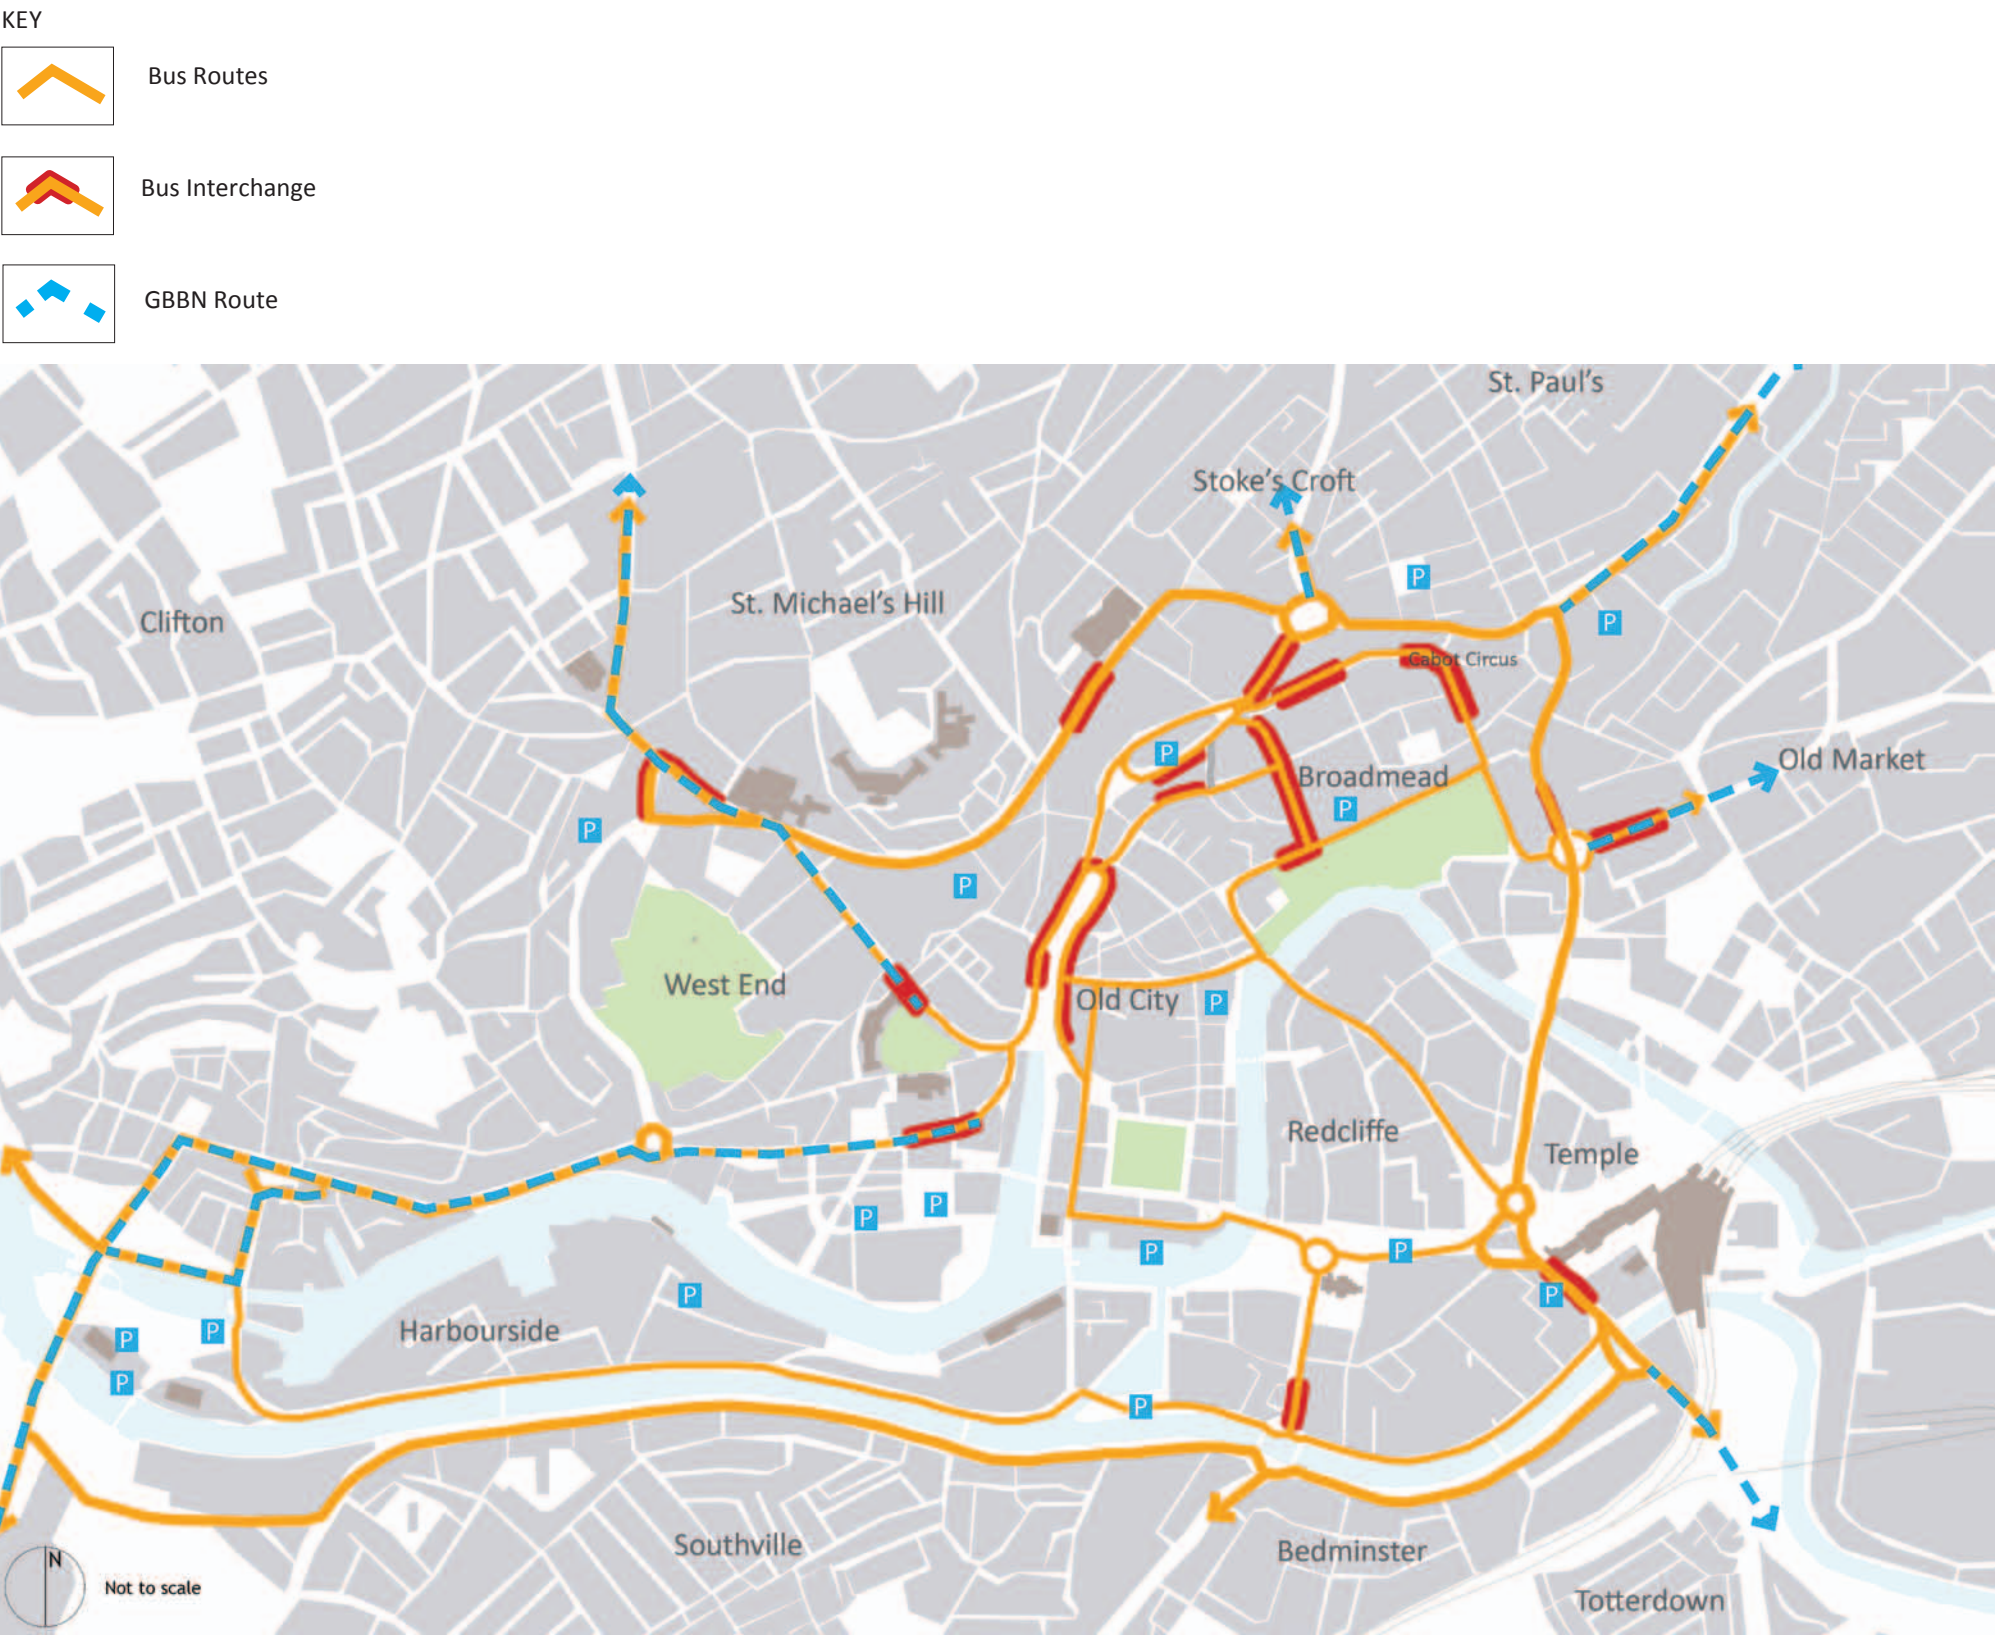 KEY
Bus Routes
Bus Interchange
GBBN Route
St. Paul's
Stoke's Croft
P
St. Michael's Hill
Clifton
P
Cabot Circus
P
Old Market
Broadmead
P
P
P
West End
Old City
P
Redcliffe
Temple
P
P
P
P
P
P
Harbourside
P
P
P
P
Southville
Bedminster
N
Not to scale
Totterdown